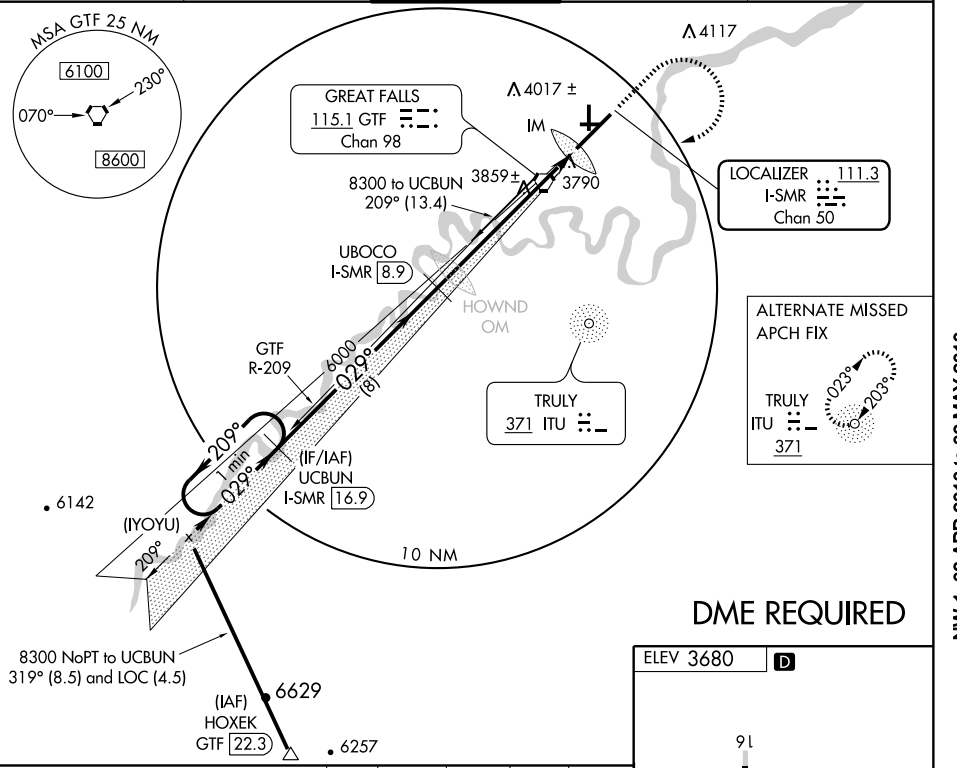 MSA GTF 25 NM
6100
230°
070°
8600
4117
4017 ±
GREAT FALLS
115.1 GTF
Chan 98
IM
3859±
3790
8300 to UCBUN
209° (13.4)
LOCALIZER 111.3
I-SMR
Chan 50
UBOCO
I-SMR 8.9
HOWND
OM
ALTERNATE MISSED
APCH FIX
023°
203°
TRULY
ITU
371
GTF
R-209
6000
029°
(8)
TRULY
371 ITU
209°
1 min
029°
(IF/IAF)
UCBUN
I-SMR 16.9
6142
(IYOYU)
209°
10 NM
DME REQUIRED
8300 NoPT to UCBUN
319° (8.5) and LOC (4.5)
6629
(IAF)
HOXEK
GTF 22.3
6257
ELEV 3680 D
16